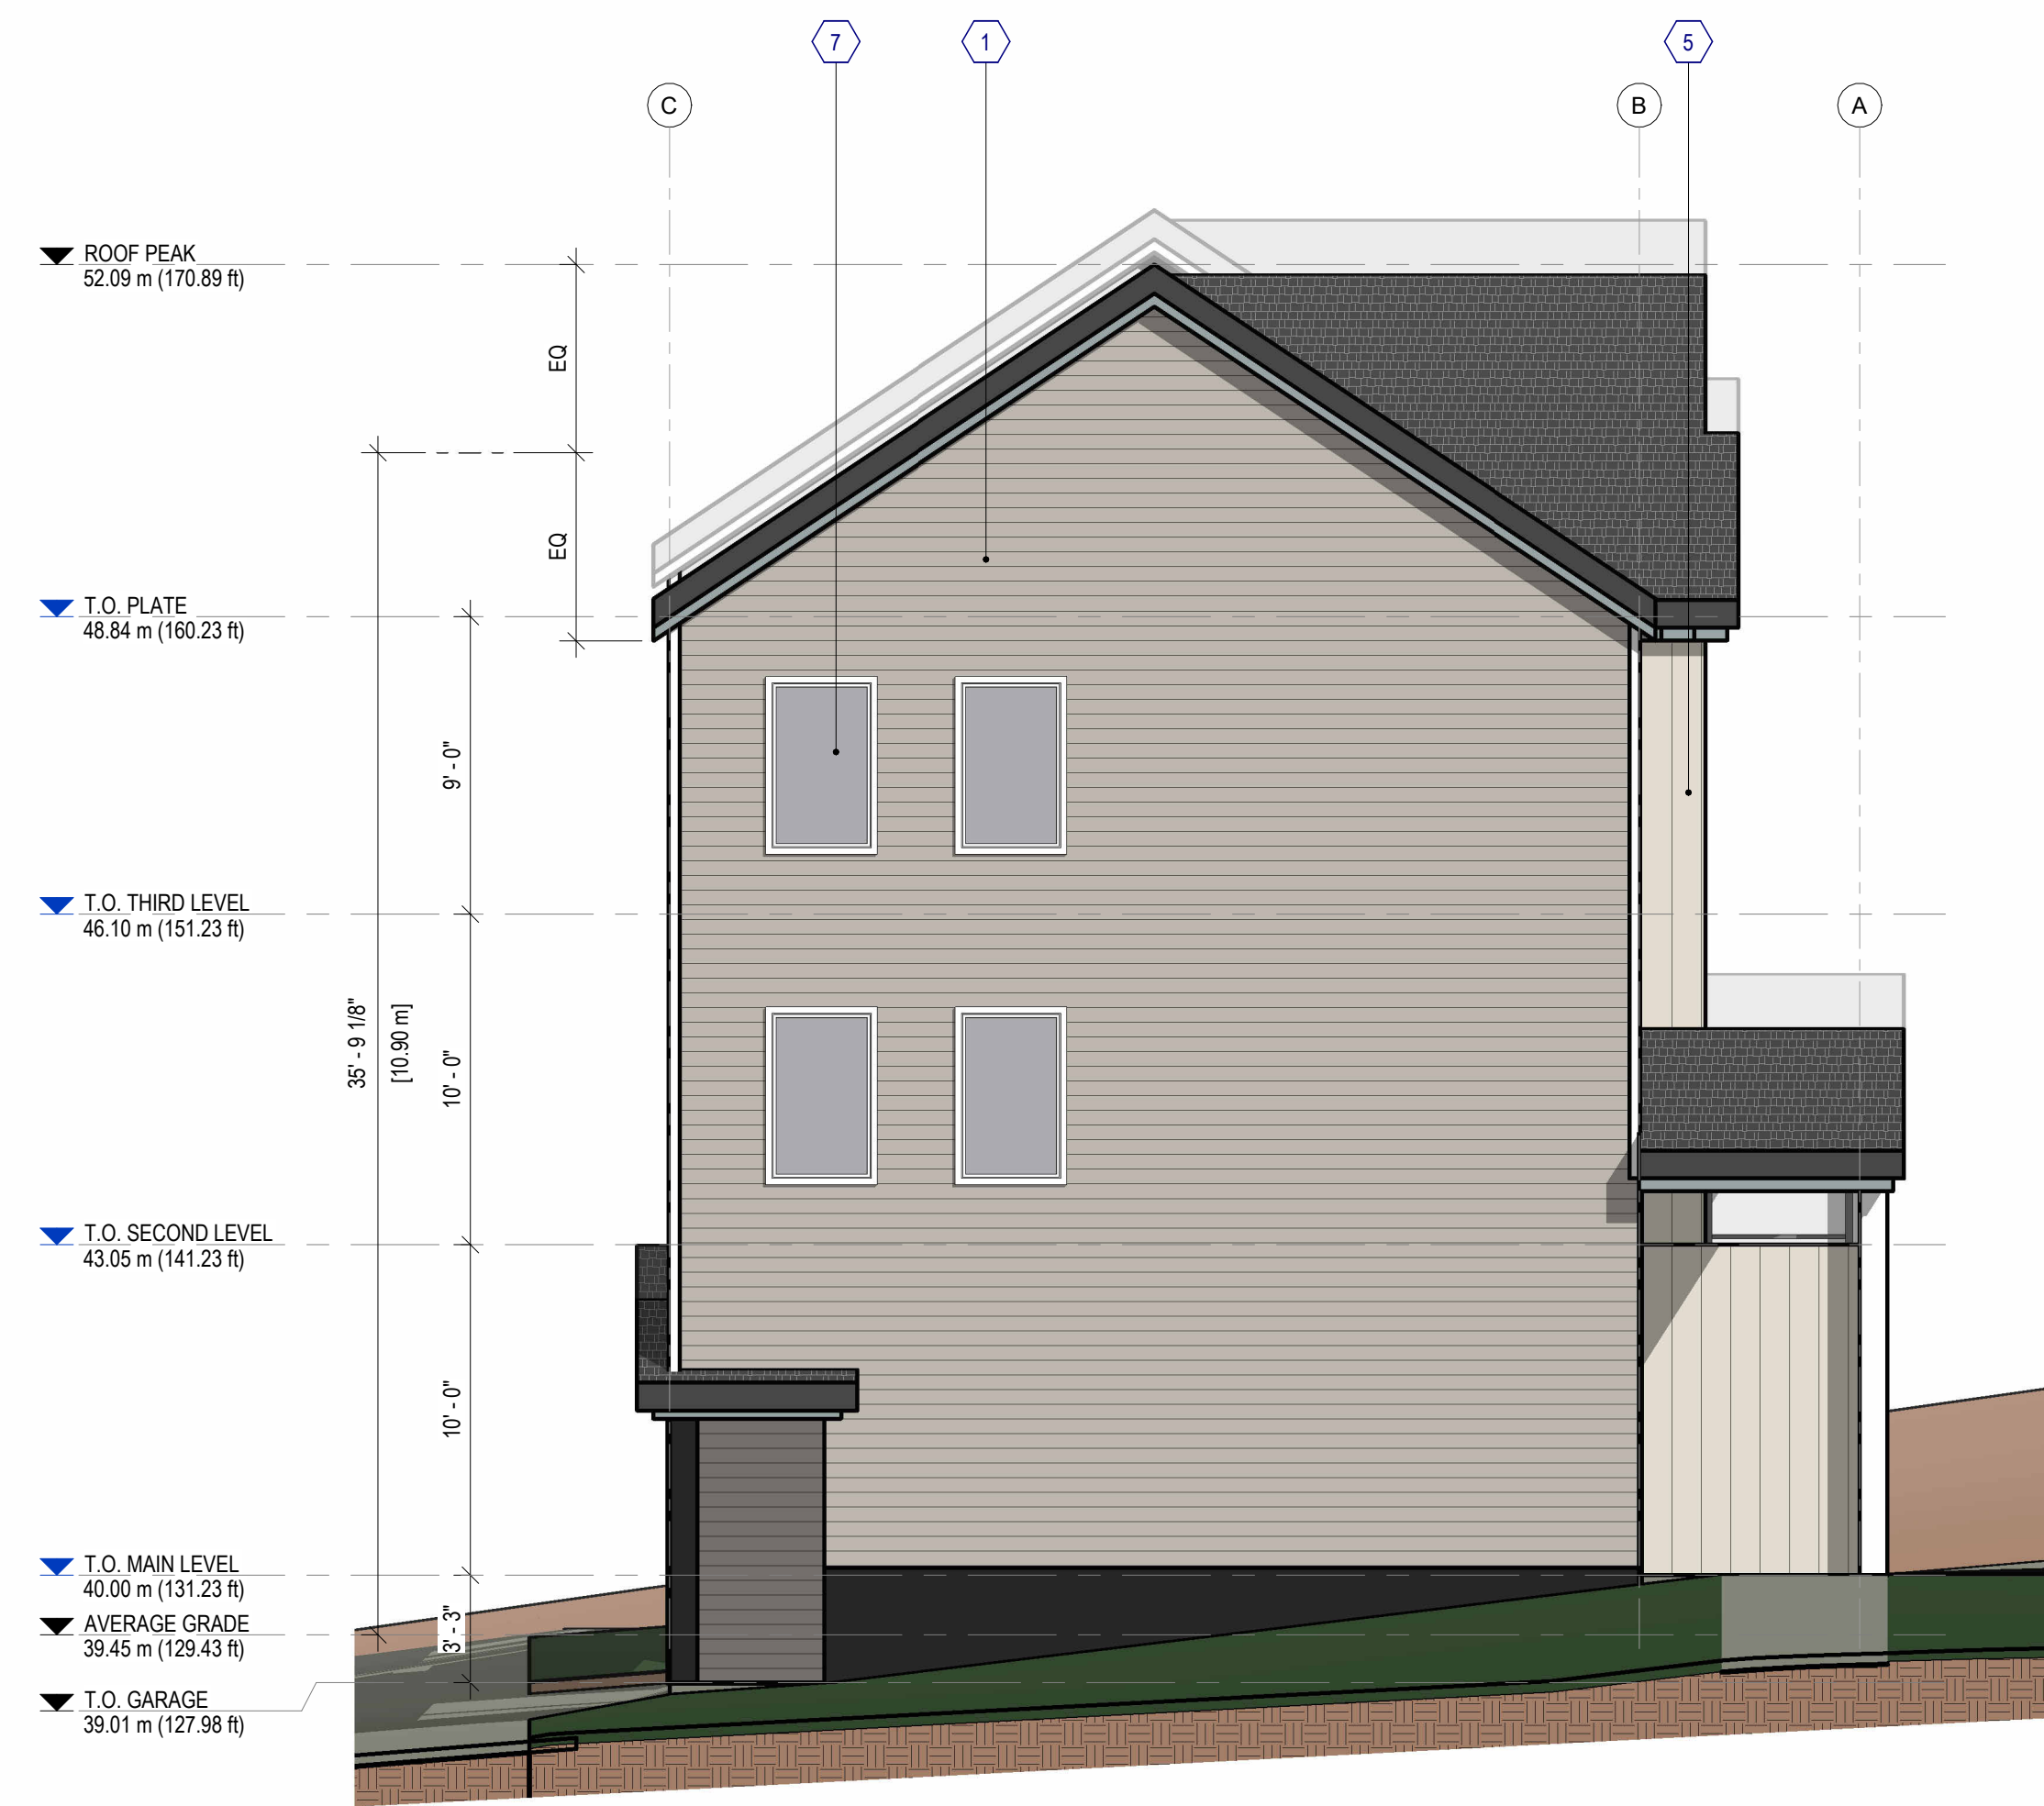 7
1
5
C
B
A
ROOF PEAK
52.09 m (170.89 ft)
EQ
EQ
T.O. PLATE
48.84 m (160.23 ft)
9' - 0"
T.O. THIRD LEVEL
46.10 m (151.23 ft)
35' - 9 1/8"
[10.90 m]
10' - 0"
T.O. SECOND LEVEL
43.05 m (141.23 ft)
10' - 0"
T.O. MAIN LEVEL
40.00 m (131.23 ft)
3' - 3"
AVERAGE GRADE
39.45 m (129.43 ft)
T.O. GARAGE
39.01 m (127.98 ft)